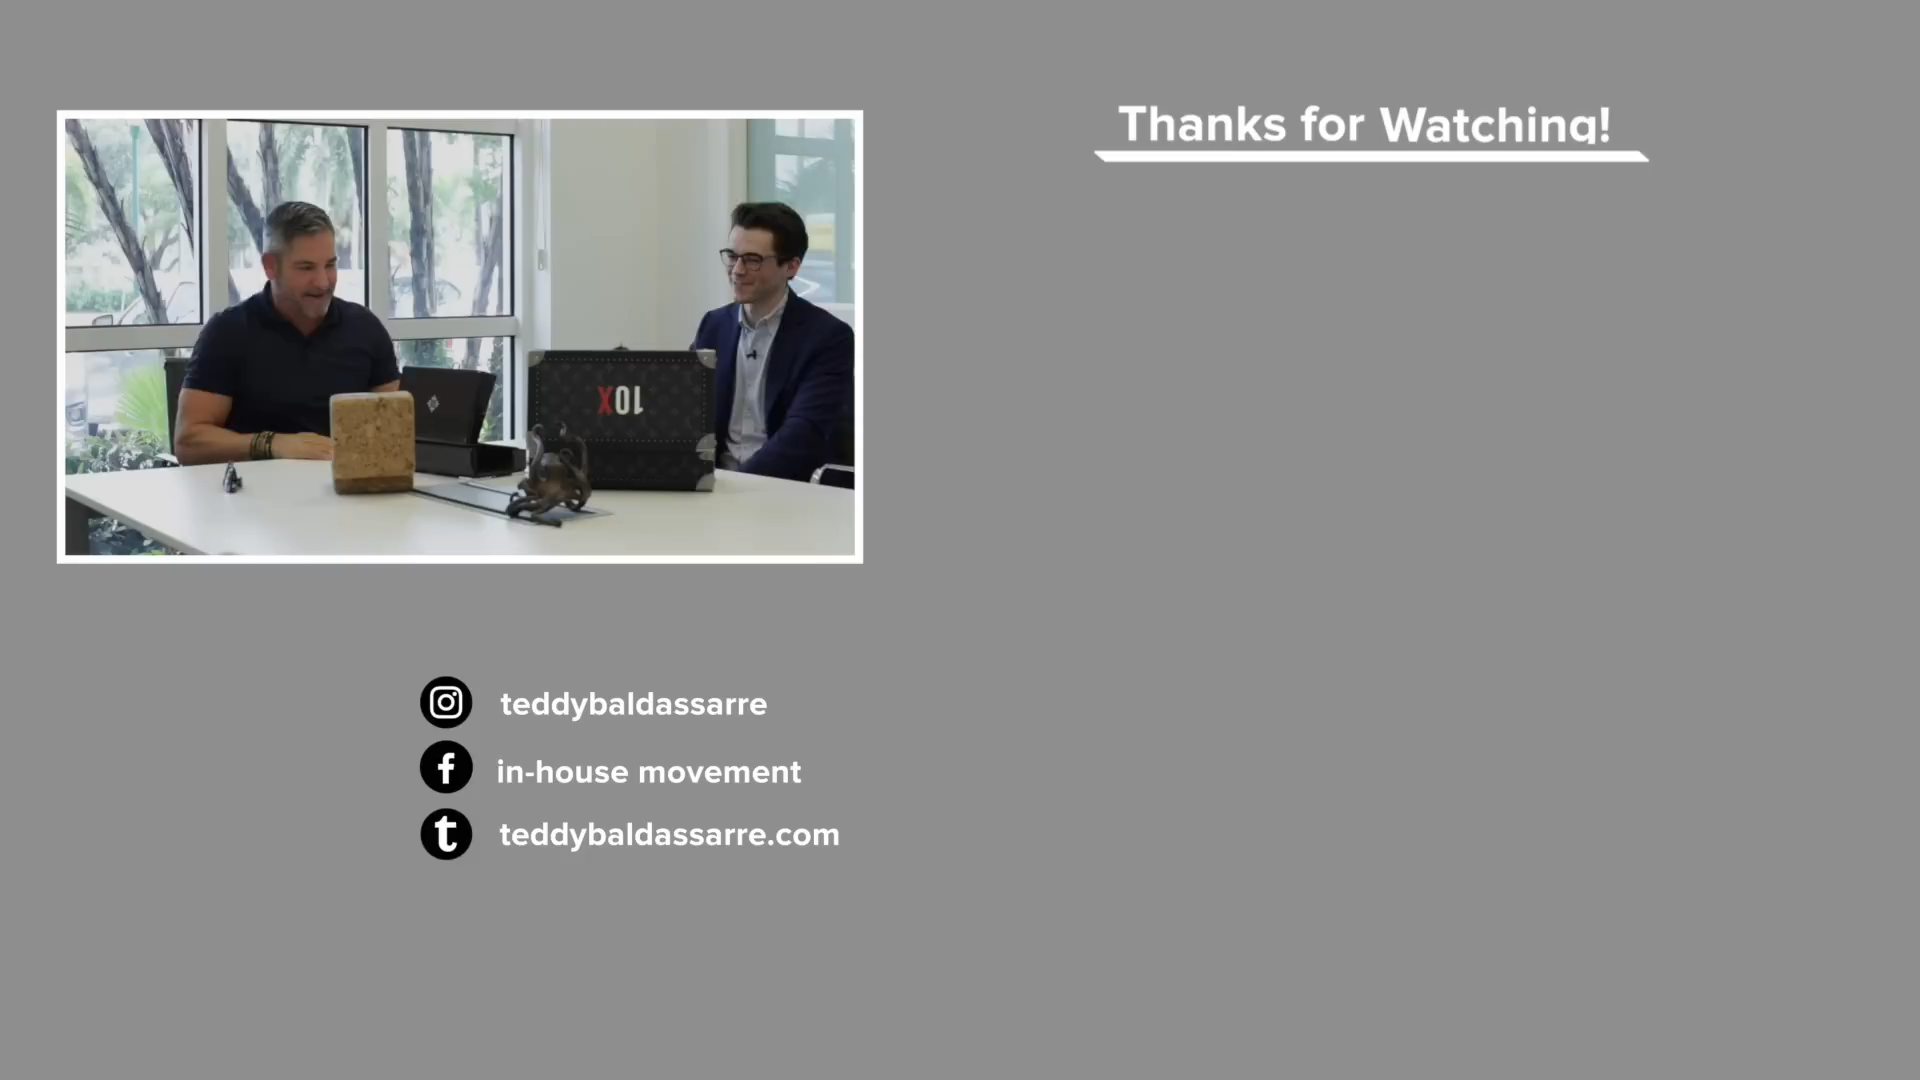 Thanks for Watching!
10X
teddybaldassarre
in-house movement
teddybaldassarre.com